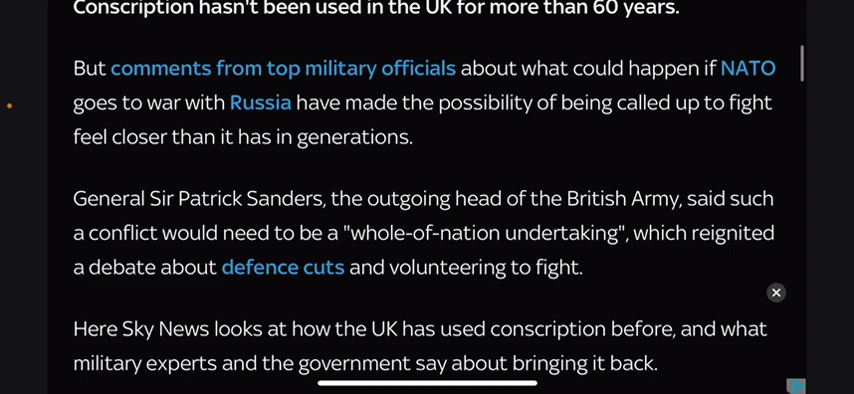 Conscription hasn't been used in the UK for more than 60 years.
But comments from top military officials about what could happen if NATO
goes to war with Russia have made the possibility of being called up to fight
feel closer than it has in generations.
General Sir Patrick Sanders, the outgoing head of the British Army, said such
a conflict would need to be a "whole-of-nation undertaking", which reignited
a debate about defence cuts and volunteering to fight.
Here Sky News looks at how the UK has used conscription before, and what
military experts and the government say about bringing it back.